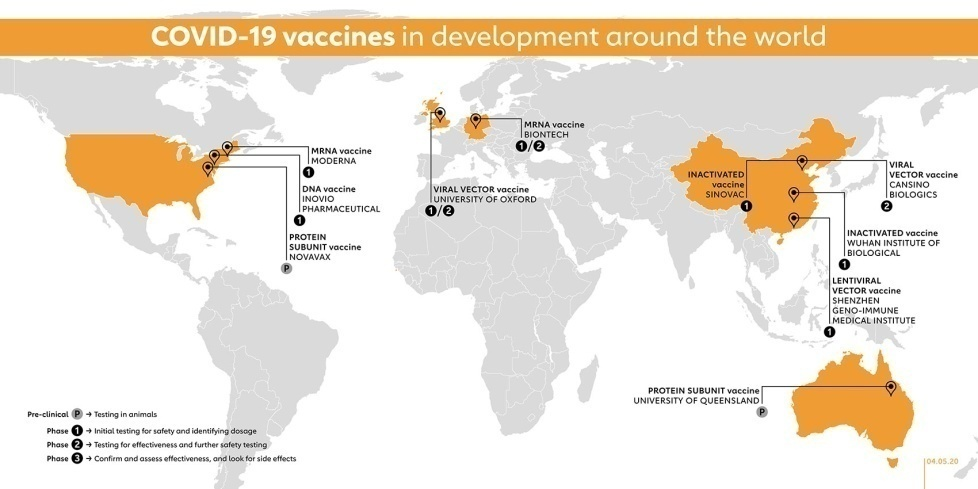 COVID-19 vaccines in development around the world
MRNA vaccine
MODERNA
1
DNA vaccine
INOVIO
PHARMACEUTICAL
1
PROTEIN
SUBUNIT vaccine
NOVAVAX
P
MRNA vaccine
BIONTECH
1/2
VIRAL VECTOR vaccine
UNIVERSITY OF OXFORD
1/2
INACTIVATED
vaccine
SINOVAC
1
VIRAL
VECTOR vaccine
CANSINO
BIOLOGICS
2
INACTIVATED vaccine
WUHAN INSTITUTE OF
BIOLOGICAL
1
LENTIVIRAL
VECTOR vaccine
SHENZHEN
GENO-IMMUNE
MEDICAL INSTITUTE
1
PROTEIN SUBUNIT vaccine
UNIVERSITY OF QUEENSLAND
P
Pre-clinical P → Testing in animals
Phase 1 → Initial testing for safety and identifying dosage
Phase 2 → Testing for effectiveness and further safety testing
Phase 3 → Confirm and assess effectiveness, and look for side effects
04.05.20